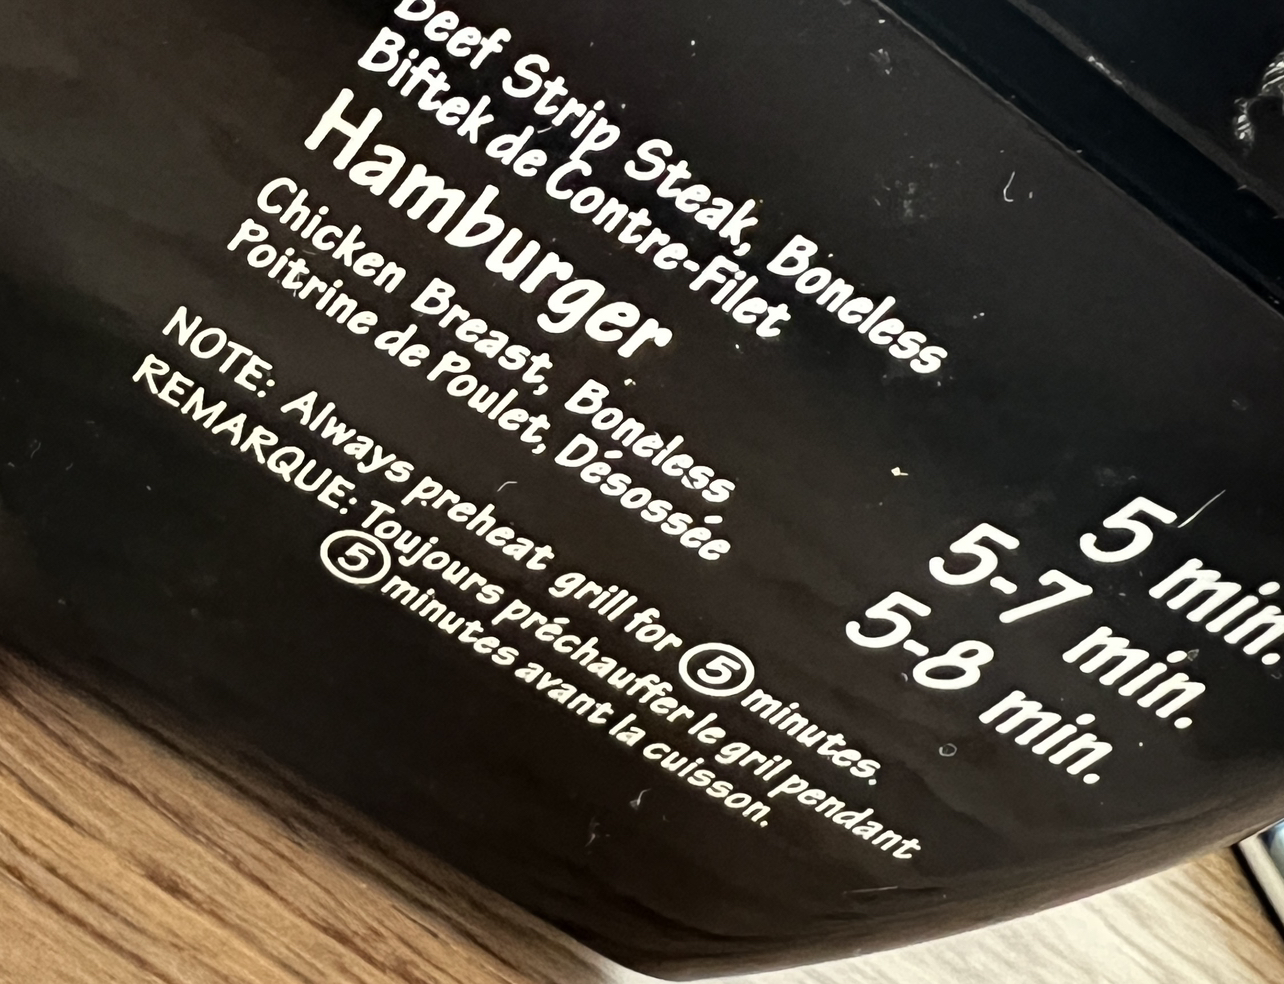 Beef Strip Steak, Boneless 5 min.
Biftek de Contre-Filet
Hamburger 5-7 min.
Chicken Breast, Boneless 5-8 min.
Poitrine de Poulet, Désossée
NOTE: Always preheat grill for 5 minutes.
REMARQUE: Toujours préchauffer le gril pendant
5 minutes avant la cuisson.